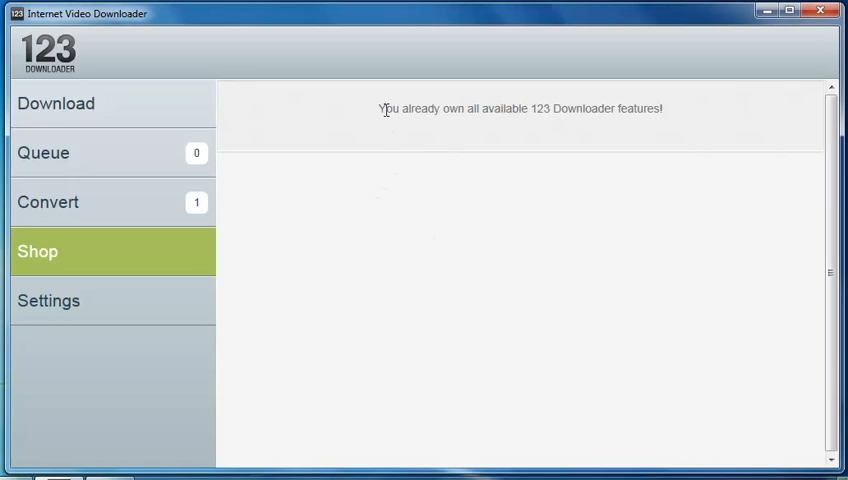 123 Internet Video Downloader
123
DOWNLOADER
Download
Queue 0
Convert 1
Shop
Settings
You already own all available 123 Downloader features!